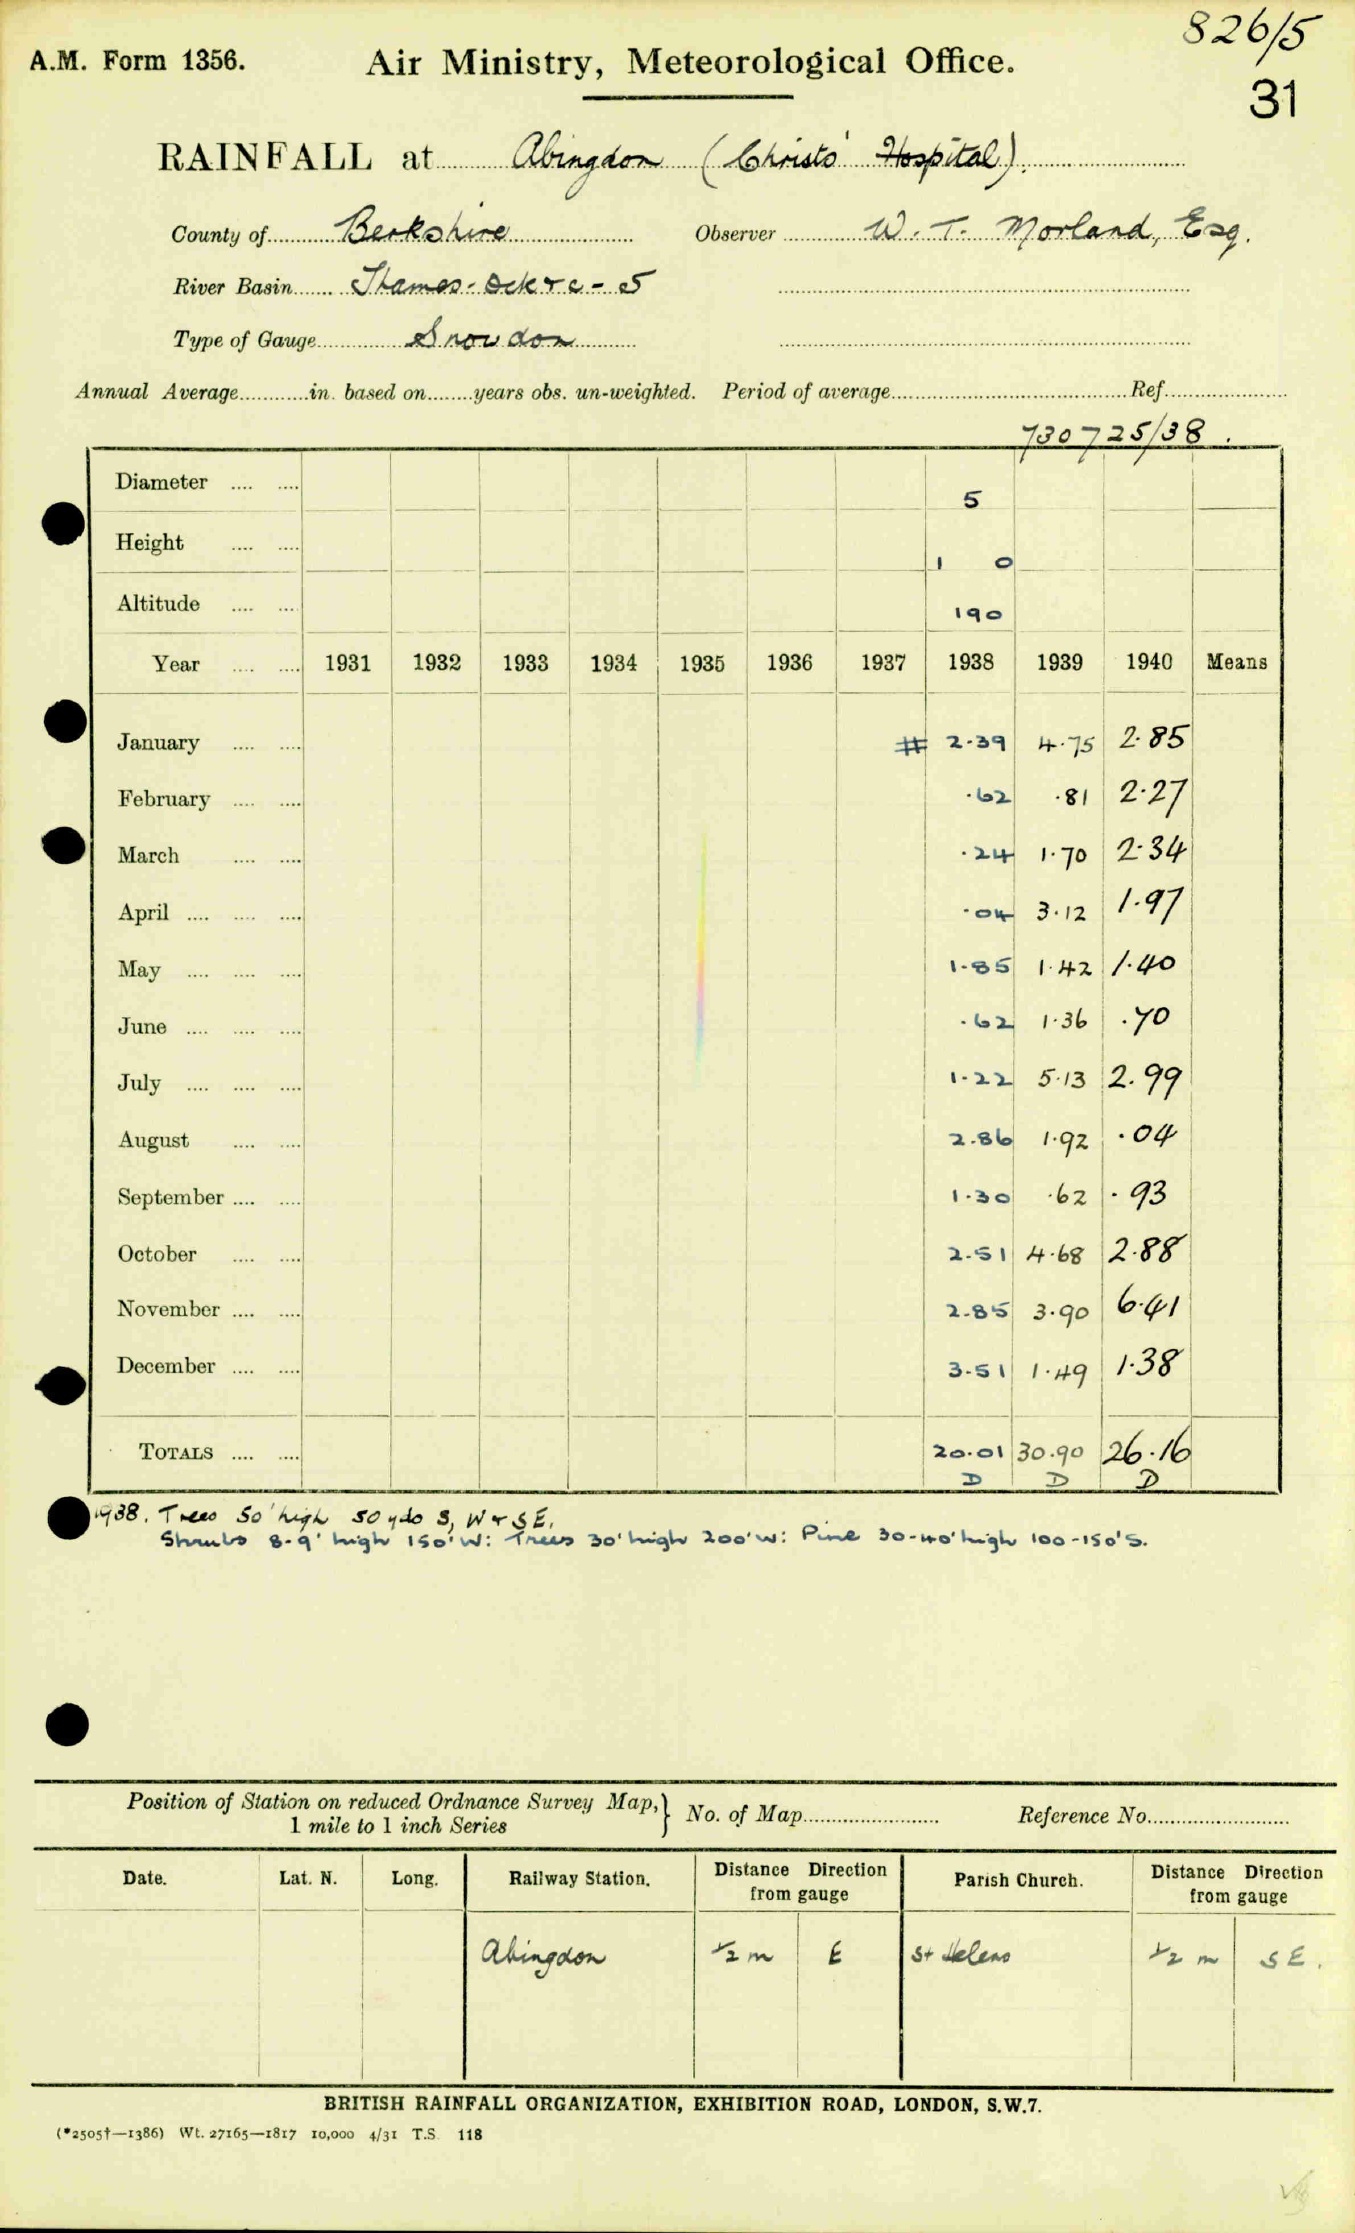 826/5
A.M. Form 1356. Air Ministry, Meteorological Office.
31
RAINFALL at Abingdon (Christs' Hospital).
County of Berkshire Observer W. T. Morland, Esq.
River Basin Thames - Ock &c - 5
Type of Gauge Snowdon
Annual Average in. based on years obs. un-weighted. Period of average Ref.
730725/38.
Diameter 5
Height 1 0
Altitude 190
Year 1931 1932 1933 1934 1935 1936 1937 1938 1939 1940 Means
January # 2.39 4.75 2.85
February .62 .81 2.27
March .24 1.70 2.34
April .04 3.12 1.97
May 1.85 1.42 1.40
June .62 1.36 .70
July 1.22 5.13 2.99
August 2.86 1.92 .04
September 1.30 .62 .93
October 2.51 4.68 2.88
November 2.85 3.90 6.41
December 3.51 1.49 1.38
TOTALS 20.01 30.90 26.16
D D D
1938. Trees 50' high 50 yds S, W & SE.
Shrubs 8-9' high 150' W: Trees 30' high 200' W: Pine 30-40' high 100-150' S.
Position of Station on reduced Ordnance Survey Map, } No. of Map Reference No.
1 mile to 1 inch Series
Date. Lat. N. Long. Railway Station. Distance Direction from gauge Parish Church. Distance Direction from gauge
Abingdon 1/2 m E St Helens 1/2 m SE.
BRITISH RAINFALL ORGANIZATION, EXHIBITION ROAD, LONDON, S.W.7.
(*2505†—1386) Wt. 27165—1817 10,000 4/31 T.S. 118